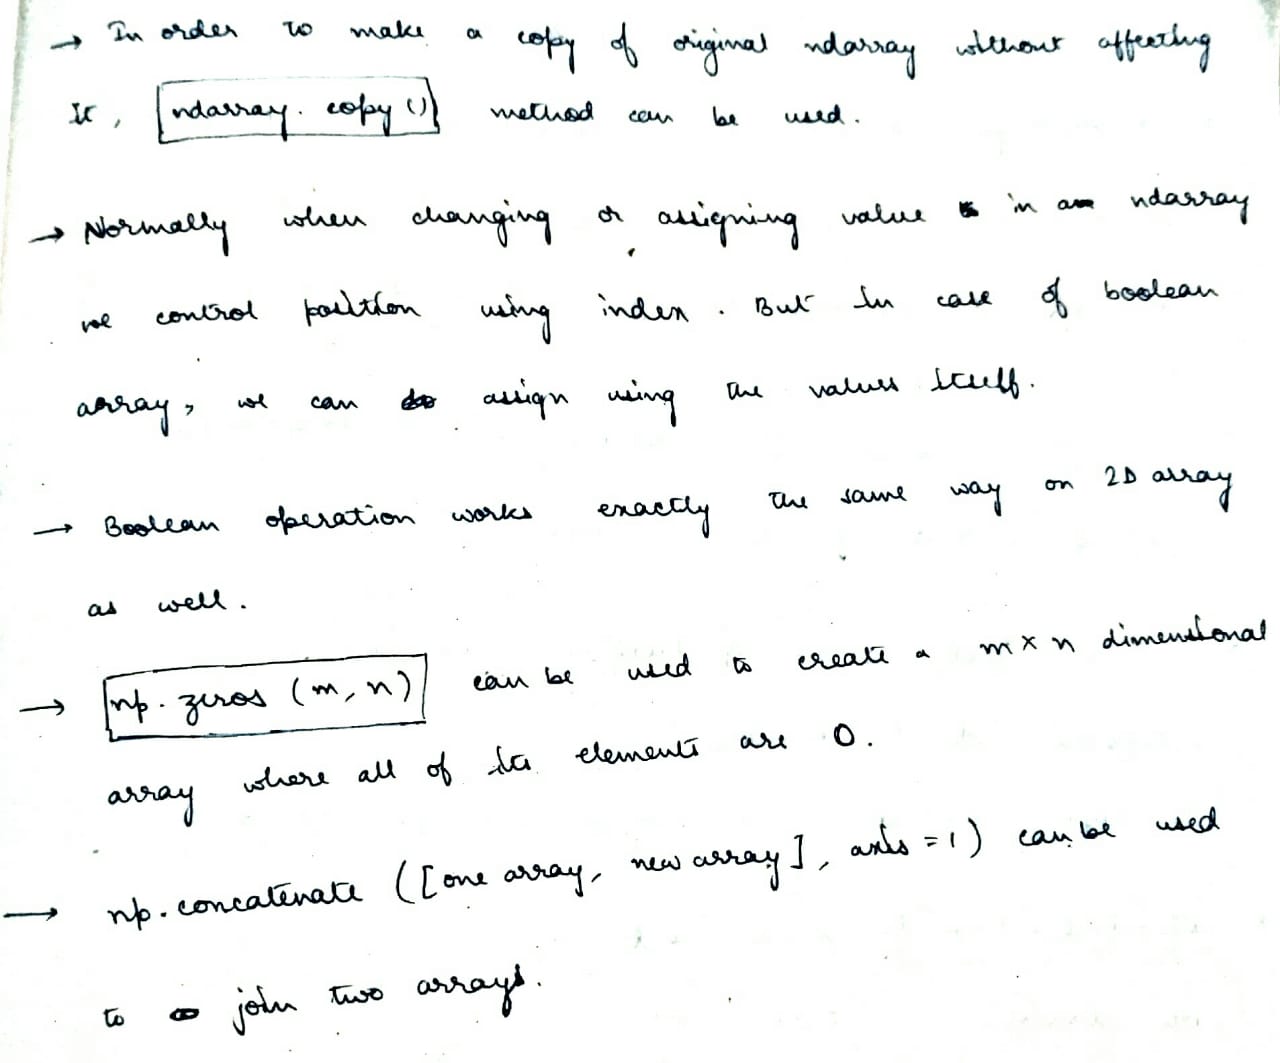 → In order to make a copy of original ndarray without affecting
it, ndarray.copy() method can be used.
→ Normally when changing or assigning value in an ndarray
we control position using index. But in case of boolean
array, we can assign using the values itself.
→ Boolean operation works exactly the same way on 2D array
as well.
→ np.zeros (m, n) can be used to create a m x n dimensional
array where all of its elements are 0.
→ np.concatenate ([one array, new array], axis = 1) can be used
to join two arrays.